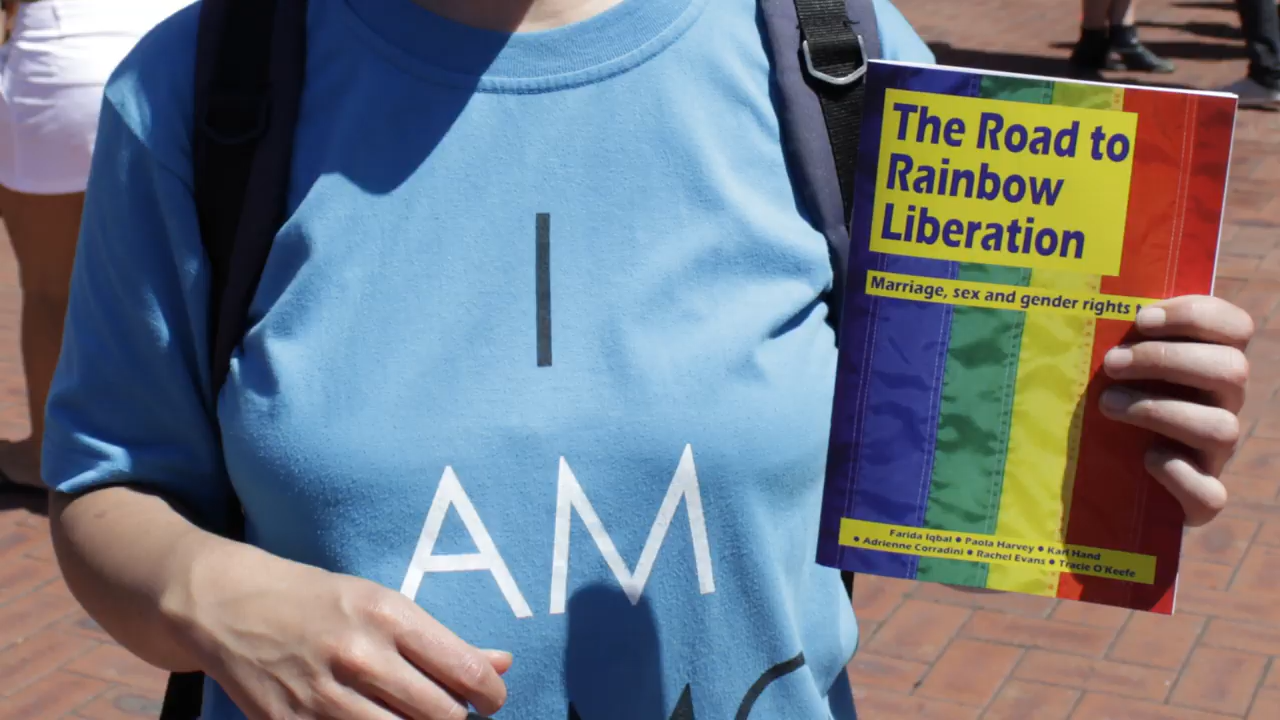 I
AM
The Road to
Rainbow
Liberation
Marriage, sex and gender rights
Farida Iqbal • Paola Harvey • Karl Hand
• Adrienne Corradini • Rachel Evans • Tracie O'Keefe